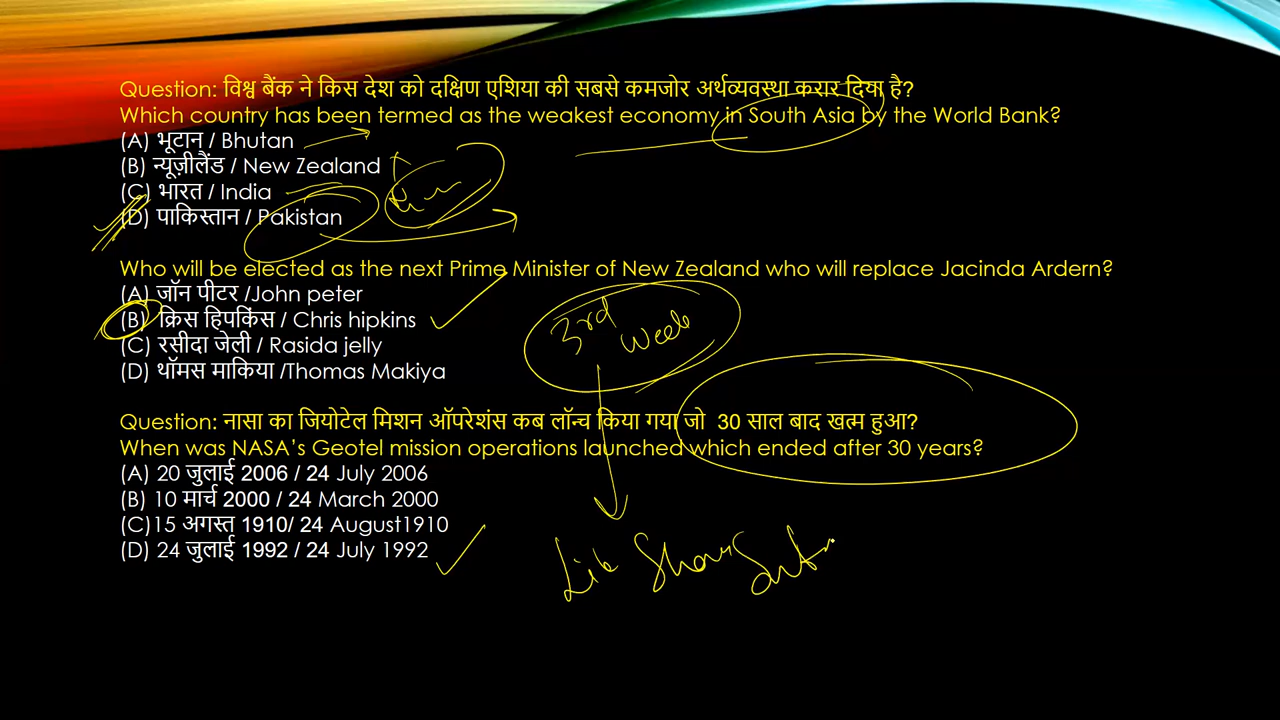 Question: विश्व बैंक ने किस देश को दक्षिण एशिया की सबसे कमजोर अर्थव्यवस्था करार दिया है?
Which country has been termed as the weakest economy in South Asia by the World Bank?
(A) भूटान / Bhutan
(B) न्यूज़ीलैंड / New Zealand
(C) भारत / India
(D) पाकिस्तान / Pakistan
Who will be elected as the next Prime Minister of New Zealand who will replace Jacinda Ardern?
(A) जॉन पीटर /John peter
(B) क्रिस हिपकिंस / Chris hipkins
(C) रसीदा जेली / Rasida jelly
(D) थॉमस माकिया /Thomas Makiya
3rd Week
Question: नासा का जियोटेल मिशन ऑपरेशंस कब लॉन्च किया गया जो 30 साल बाद खत्म हुआ?
When was NASA’s Geotel mission operations launched which ended after 30 years?
(A) 20 जुलाई 2006 / 24 July 2006
(B) 10 मार्च 2000 / 24 March 2000
(C)15 अगस्त 1910/ 24 August1910
(D) 24 जुलाई 1992 / 24 July 1992